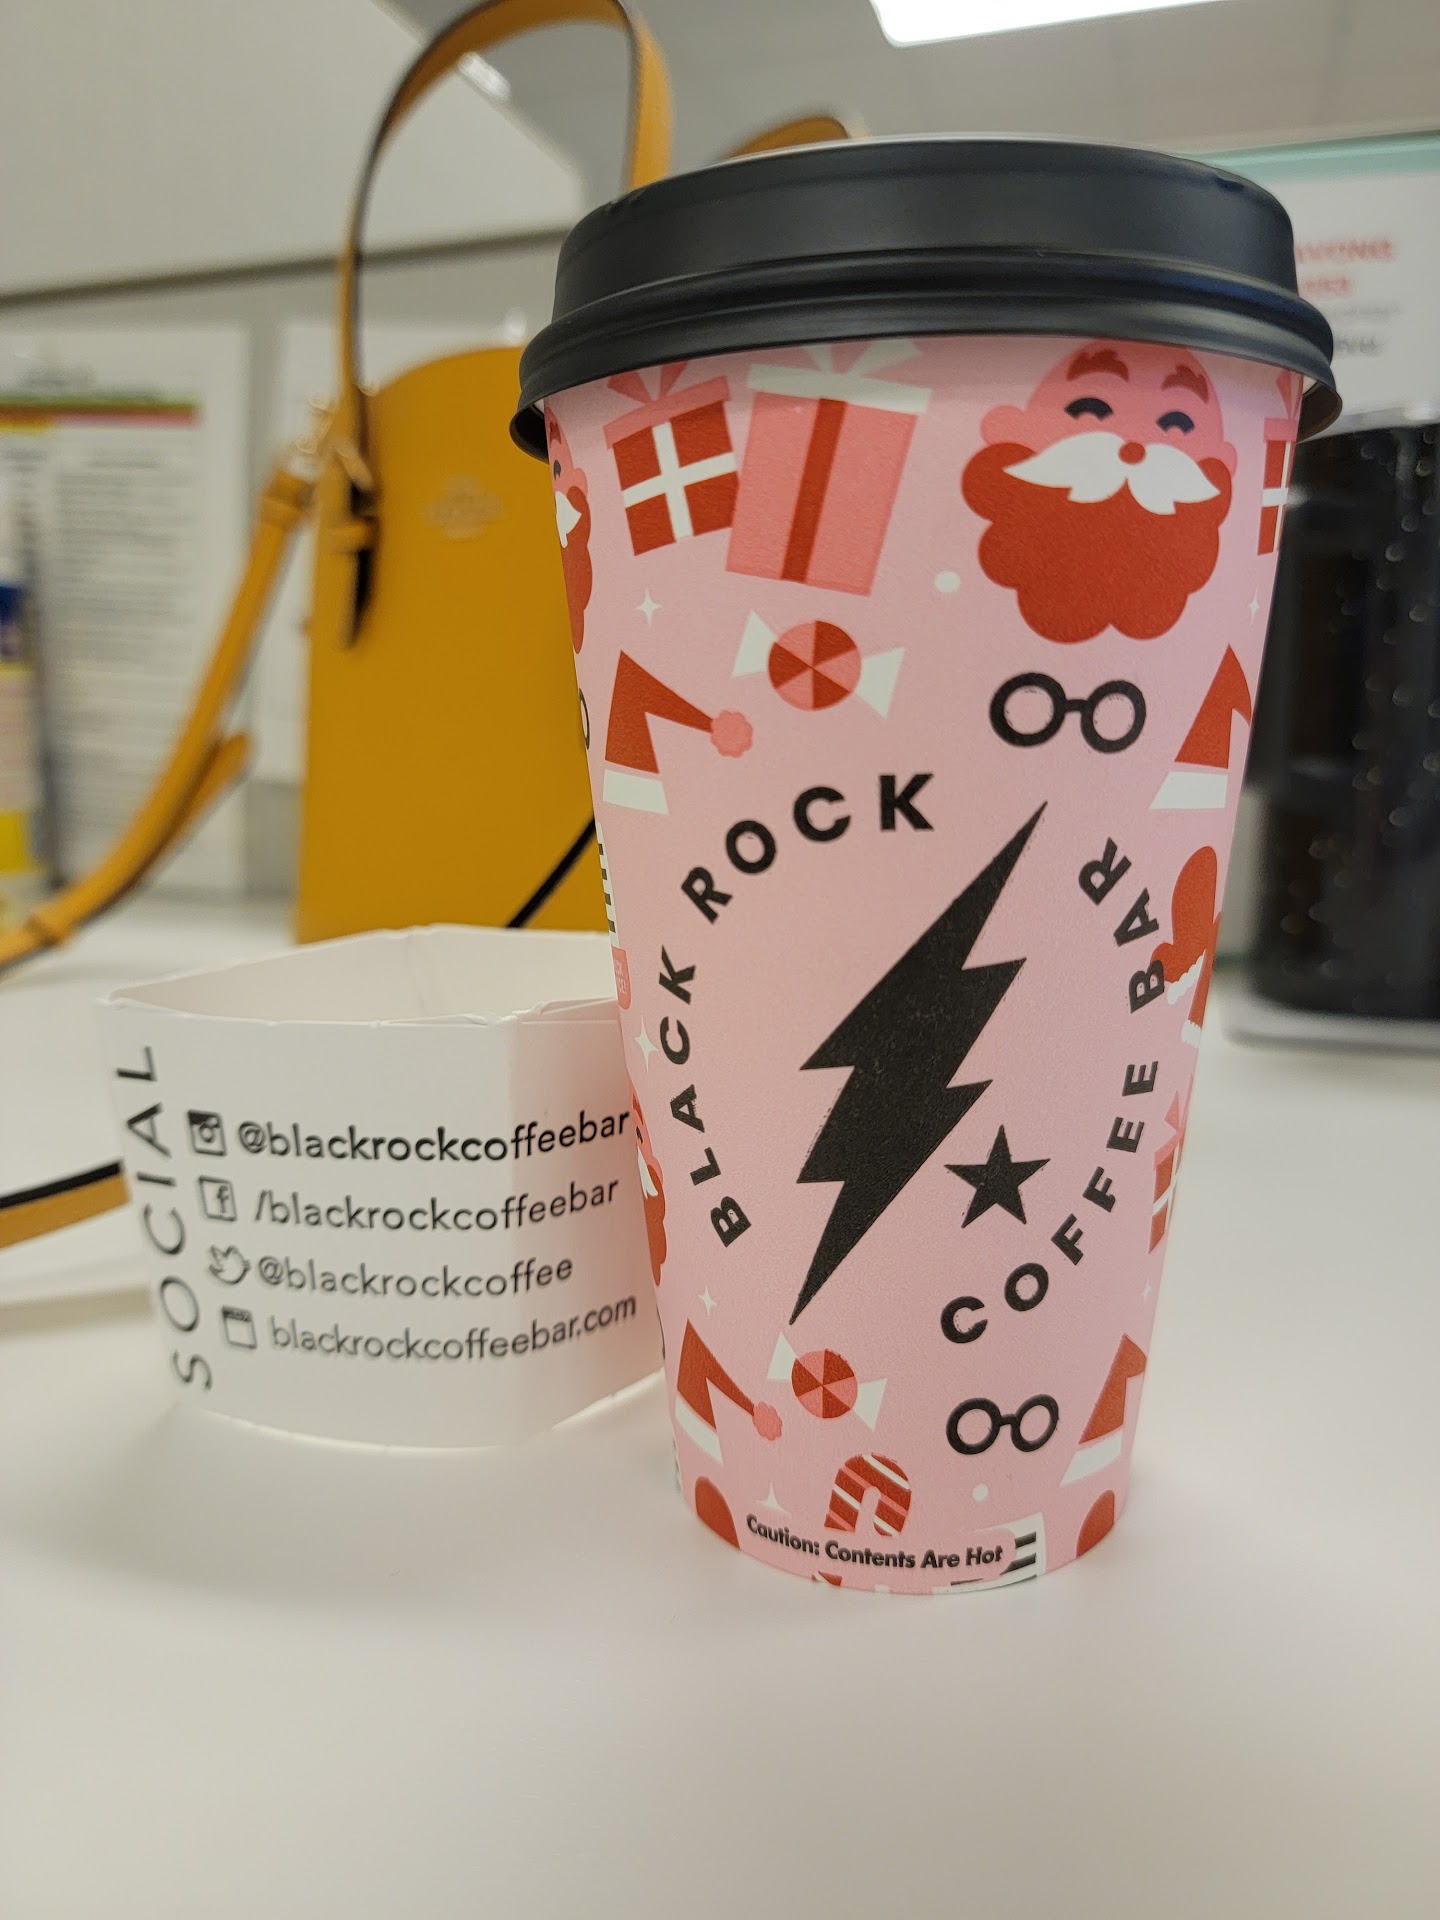 BLACK ROCK
COFFEE BAR
Caution: Contents Are Hot
SOCIAL
@blackrockcoffeebar
/blackrockcoffeebar
@blackrockcoffee
blackrockcoffeebar.com